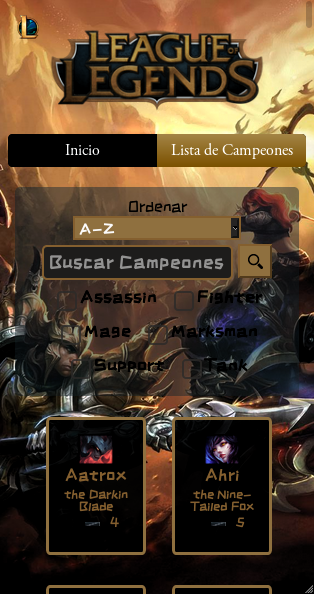 LEAGUE OF
LEGENDS
Inicio Lista de Campeones
Ordenar
A-Z
Buscar Campeones
Assassin Fighter
Mage Marksman
Support Tank
Aatrox
the Darkin
Blade
4
Ahri
the Nine-
Tailed Fox
5